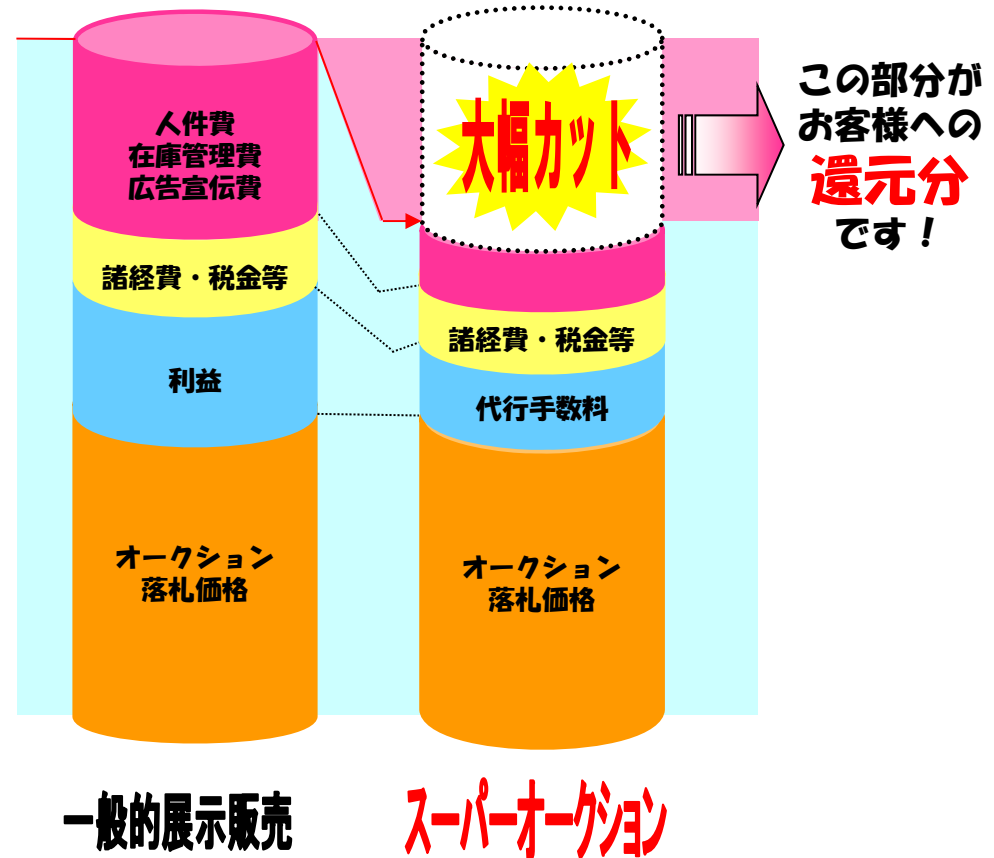 人件費
在庫管理費
広告宣伝費
諸経費・税金等
利益
オークション
落札価格
一般的展示販売
大幅カット
諸経費・税金等
代行手数料
オークション
落札価格
スーパーオークション
この部分が
お客様への
還元分
です！